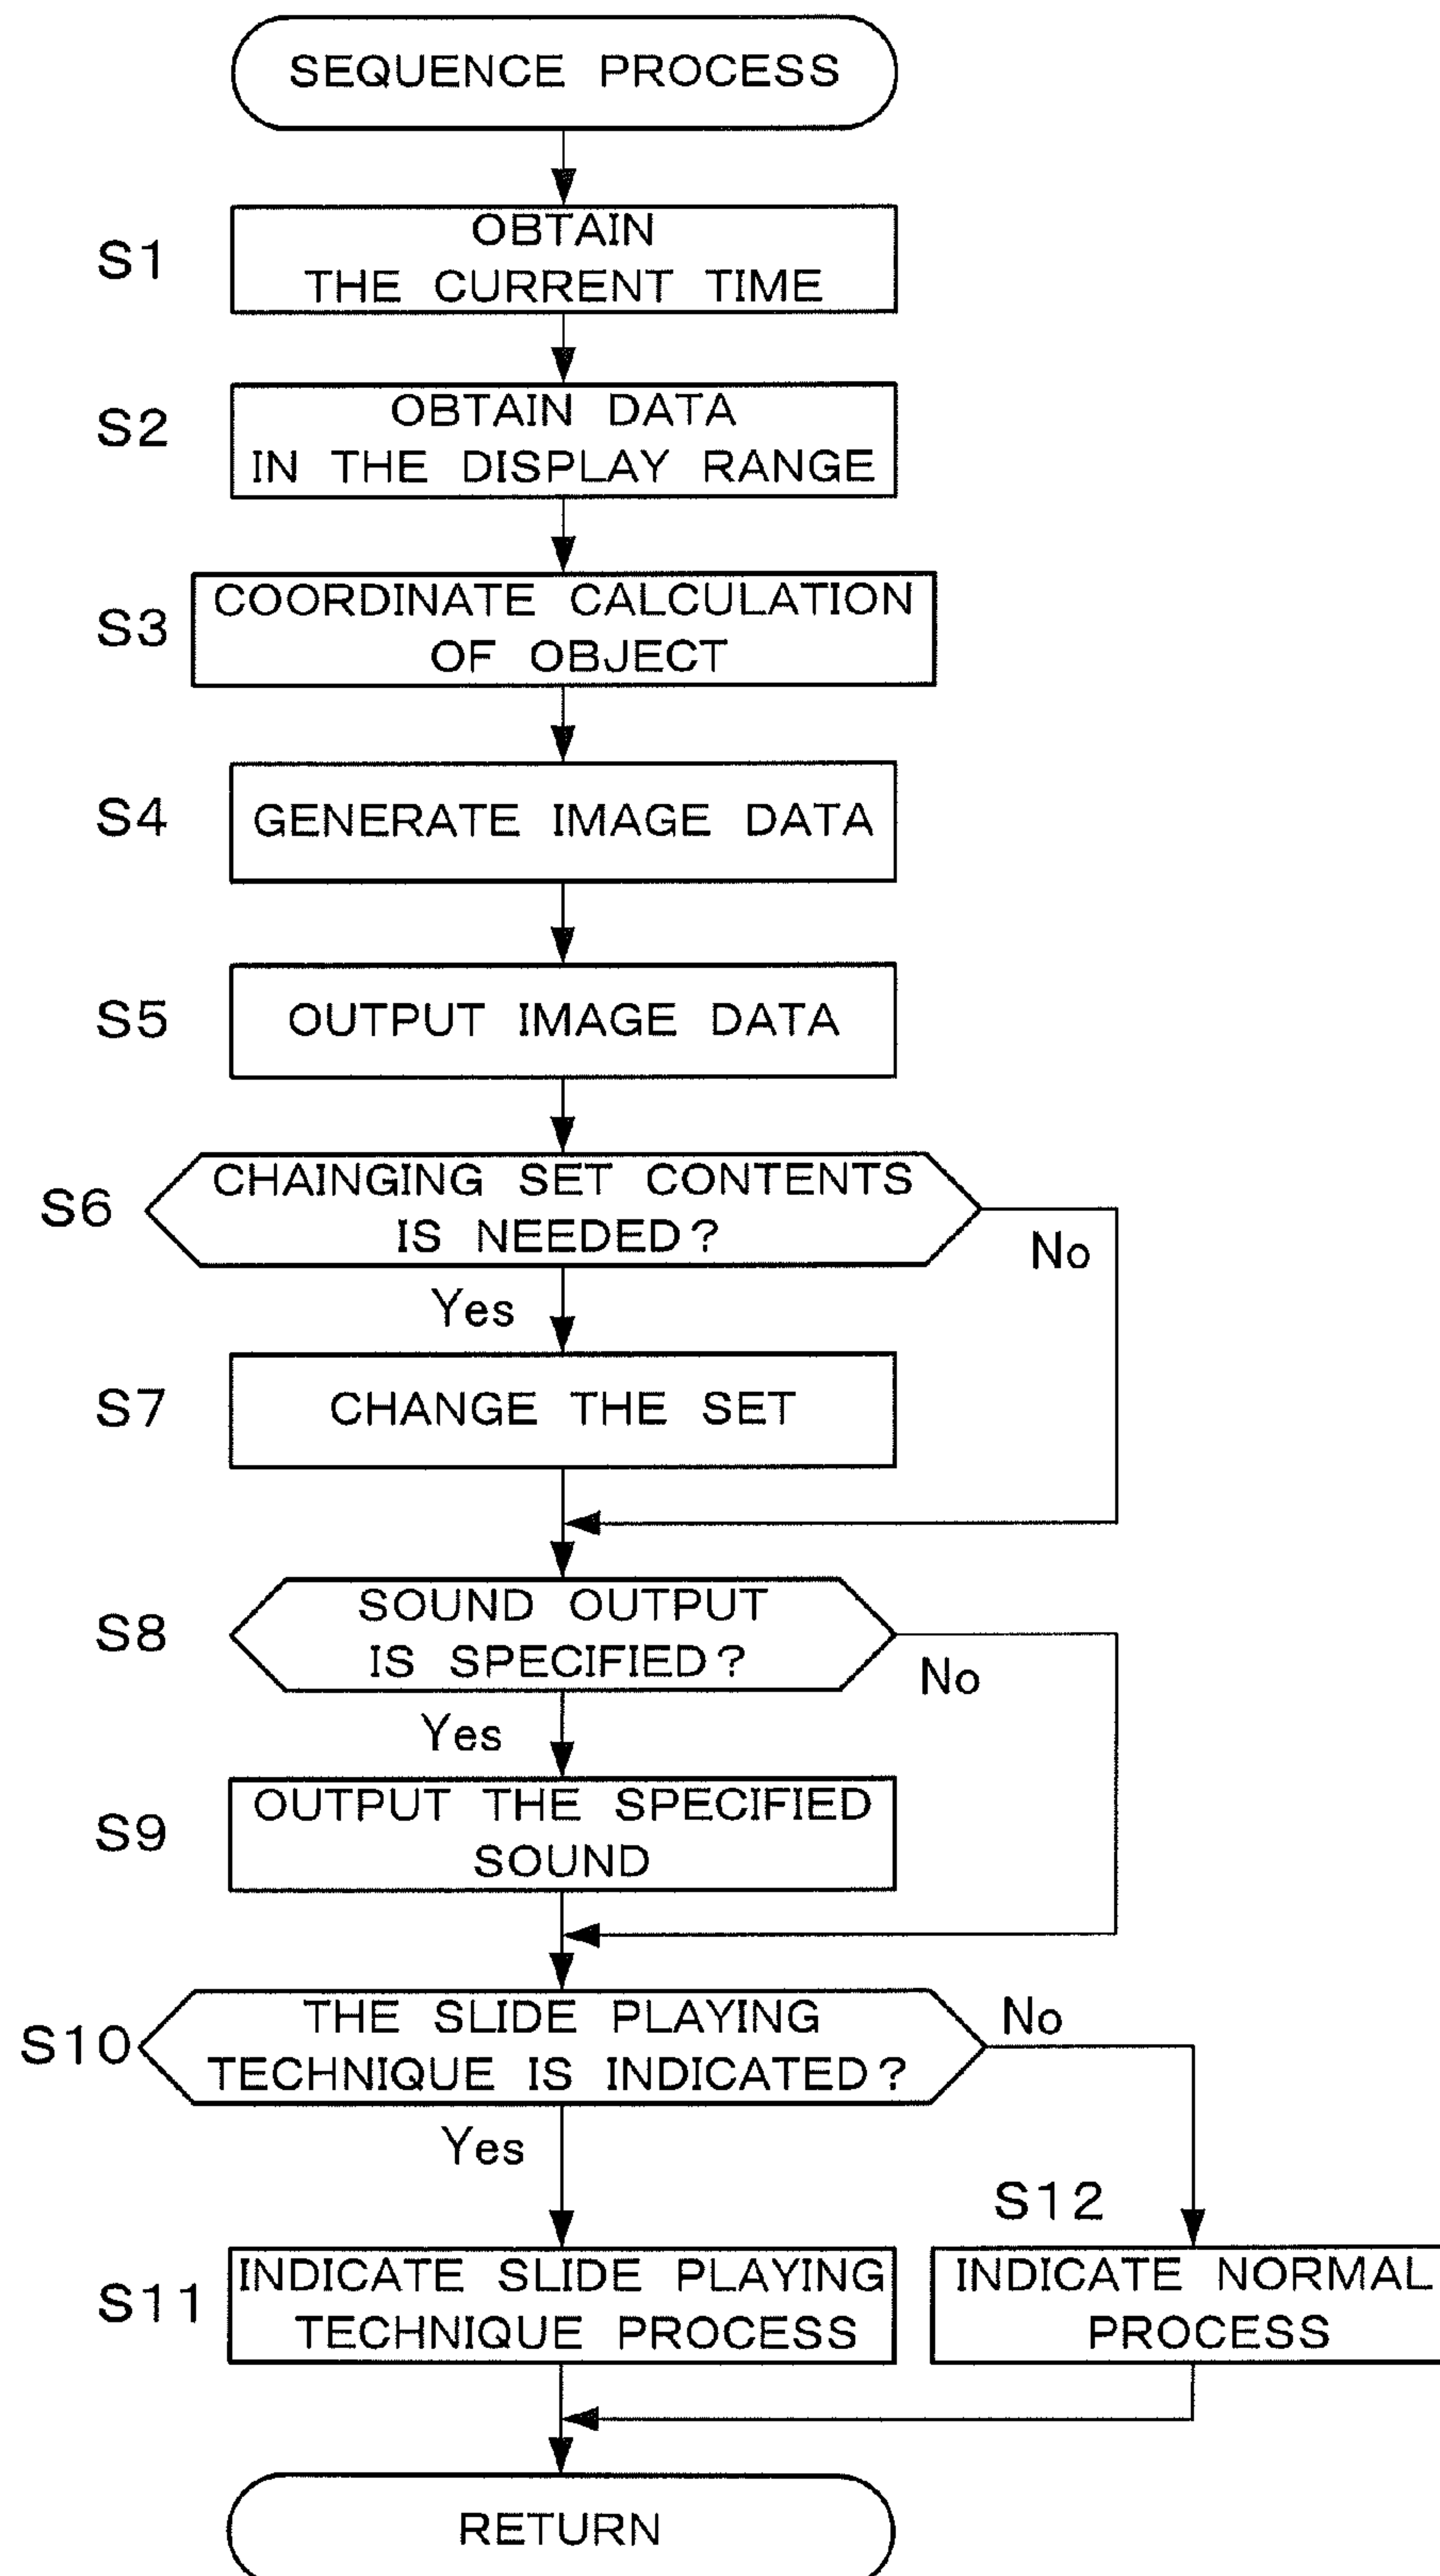 SEQUENCE PROCESS
S1
OBTAIN
THE CURRENT TIME
S2
OBTAIN DATA
IN THE DISPLAY RANGE
S3
COORDINATE CALCULATION
OF OBJECT
S4
GENERATE IMAGE DATA
S5
OUTPUT IMAGE DATA
S6
CHAINGING SET CONTENTS
IS NEEDED?
No
Yes
S7
CHANGE THE SET
S8
SOUND OUTPUT
IS SPECIFIED?
No
Yes
S9
OUTPUT THE SPECIFIED
SOUND
S10
THE SLIDE PLAYING
TECHNIQUE IS INDICATED?
No
Yes
S11
INDICATE SLIDE PLAYING
TECHNIQUE PROCESS
S12
INDICATE NORMAL
PROCESS
RETURN